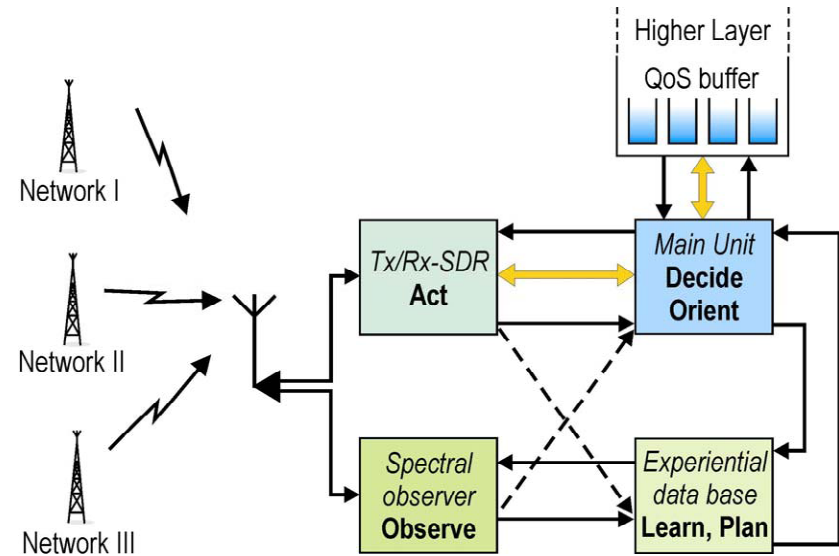 Higher Layer
QoS buffer
Network I
Network II
Network III
Tx/Rx-SDR
Act
Main Unit
Decide
Orient
Spectral
observer
Observe
Experiential
data base
Learn, Plan